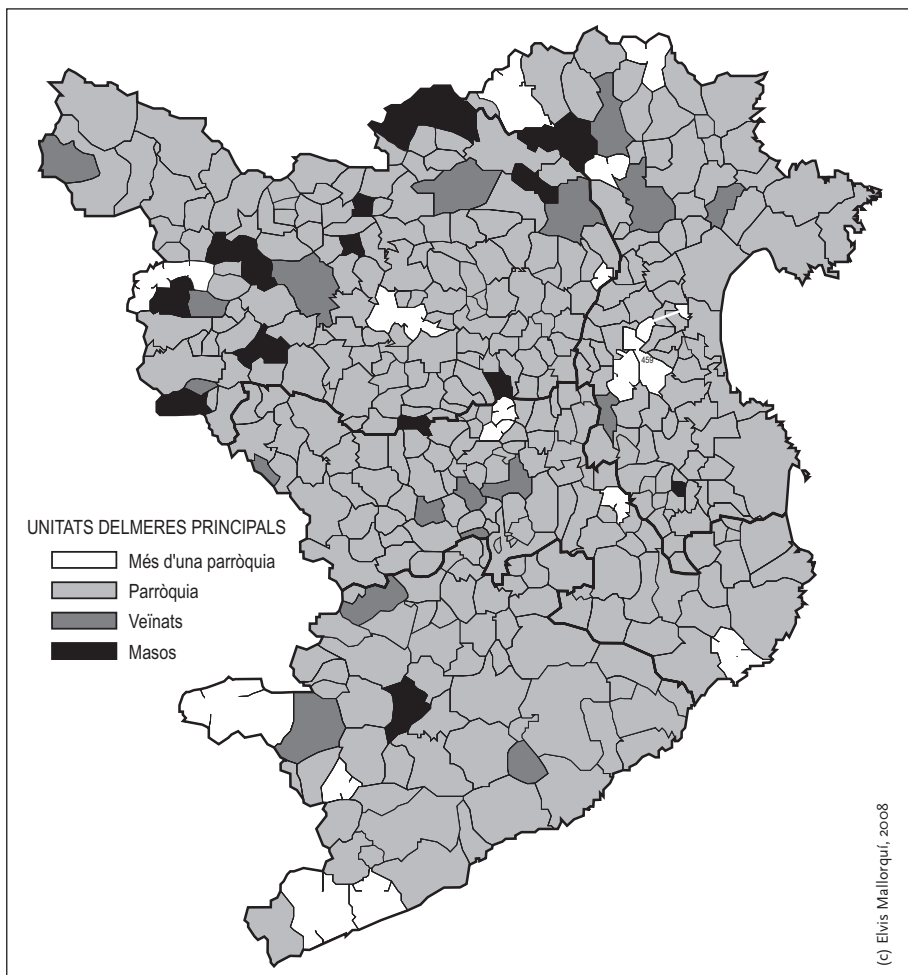 459
UNITATS DELMERES PRINCIPALS
Més d'una parròquia
Parròquia
Veïnats
Masos
(c) Elvis Mallorquí, 2008